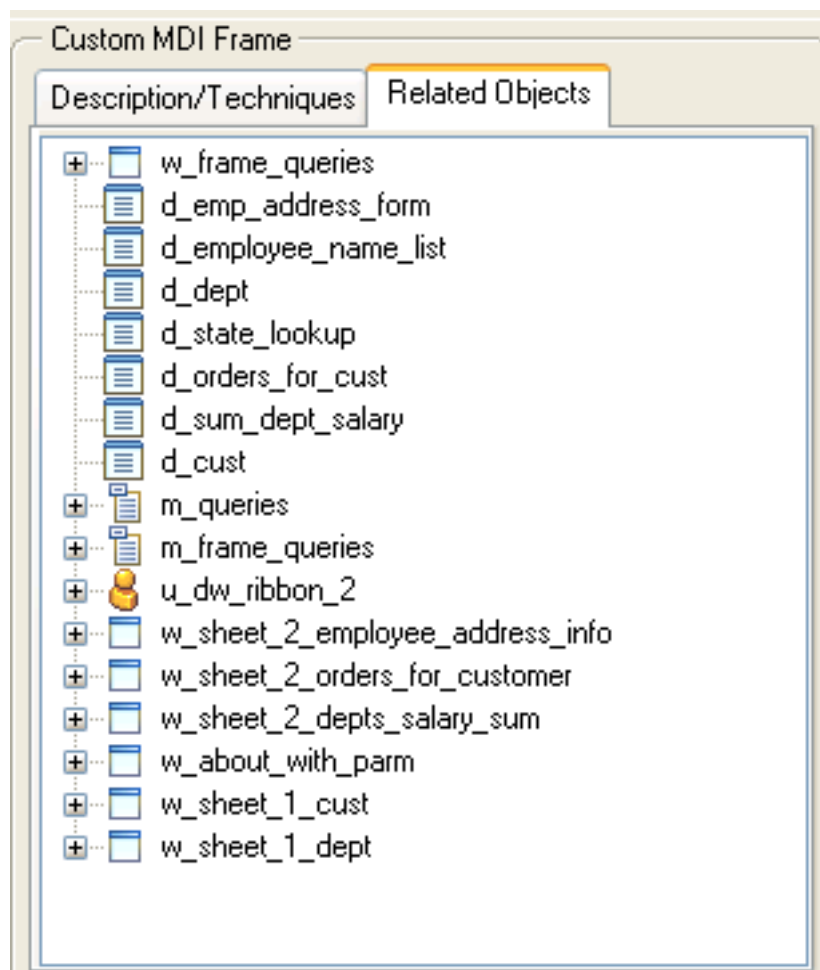 Custom MDI Frame
Description/Techniques Related Objects
w_frame_queries
d_emp_address_form
d_employee_name_list
d_dept
d_state_lookup
d_orders_for_cust
d_sum_dept_salary
d_cust
m_queries
m_frame_queries
u_dw_ribbon_2
w_sheet_2_employee_address_info
w_sheet_2_orders_for_customer
w_sheet_2_depts_salary_sum
w_about_with_parm
w_sheet_1_cust
w_sheet_1_dept